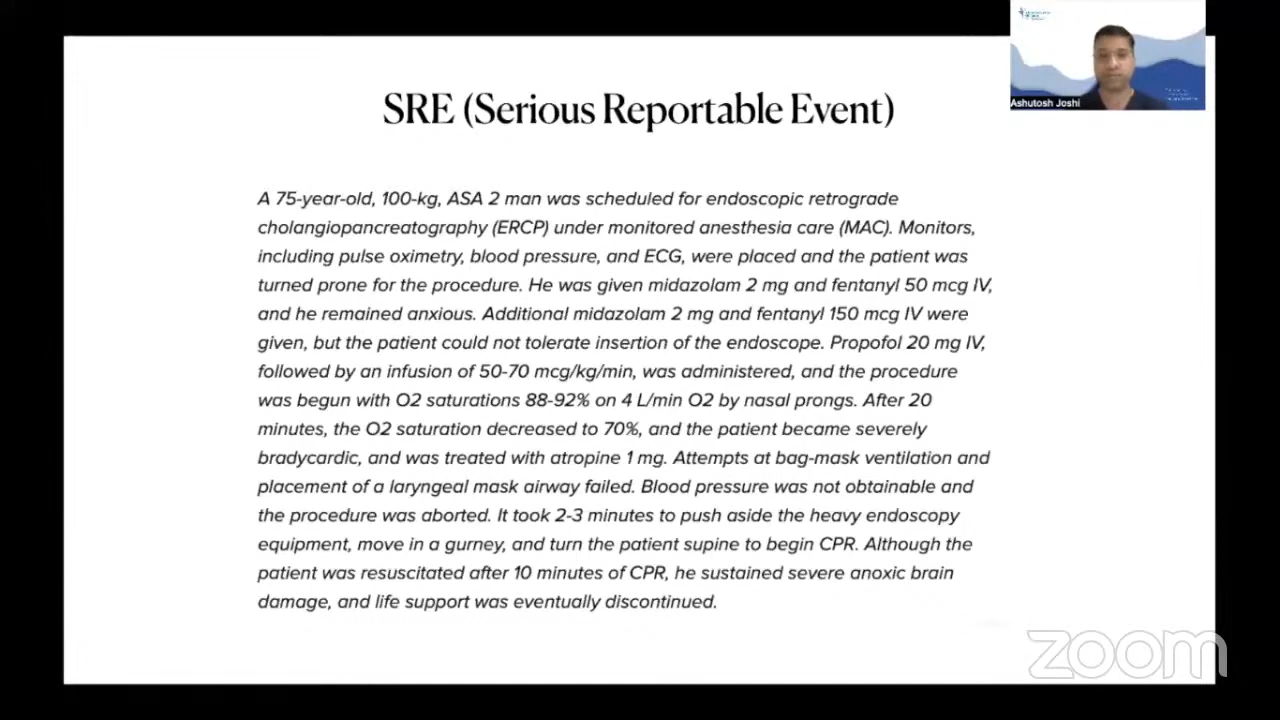 SRE (Serious Reportable Event)
A 75-year-old, 100-kg, ASA 2 man was scheduled for endoscopic retrograde
cholangiopancreatography (ERCP) under monitored anesthesia care (MAC). Monitors,
including pulse oximetry, blood pressure, and ECG, were placed and the patient was
turned prone for the procedure. He was given midazolam 2 mg and fentanyl 50 mcg IV,
and he remained anxious. Additional midazolam 2 mg and fentanyl 150 mcg IV were
given, but the patient could not tolerate insertion of the endoscope. Propofol 20 mg IV,
followed by an infusion of 50-70 mcg/kg/min, was administered, and the procedure
was begun with O2 saturations 88-92% on 4 L/min O2 by nasal prongs. After 20
minutes, the O2 saturation decreased to 70%, and the patient became severely
bradycardic, and was treated with atropine 1 mg. Attempts at bag-mask ventilation and
placement of a laryngeal mask airway failed. Blood pressure was not obtainable and
the procedure was aborted. It took 2-3 minutes to push aside the heavy endoscopy
equipment, move in a gurney, and turn the patient supine to begin CPR. Although the
patient was resuscitated after 10 minutes of CPR, he sustained severe anoxic brain
damage, and life support was eventually discontinued.
Ashutosh Joshi
zoom